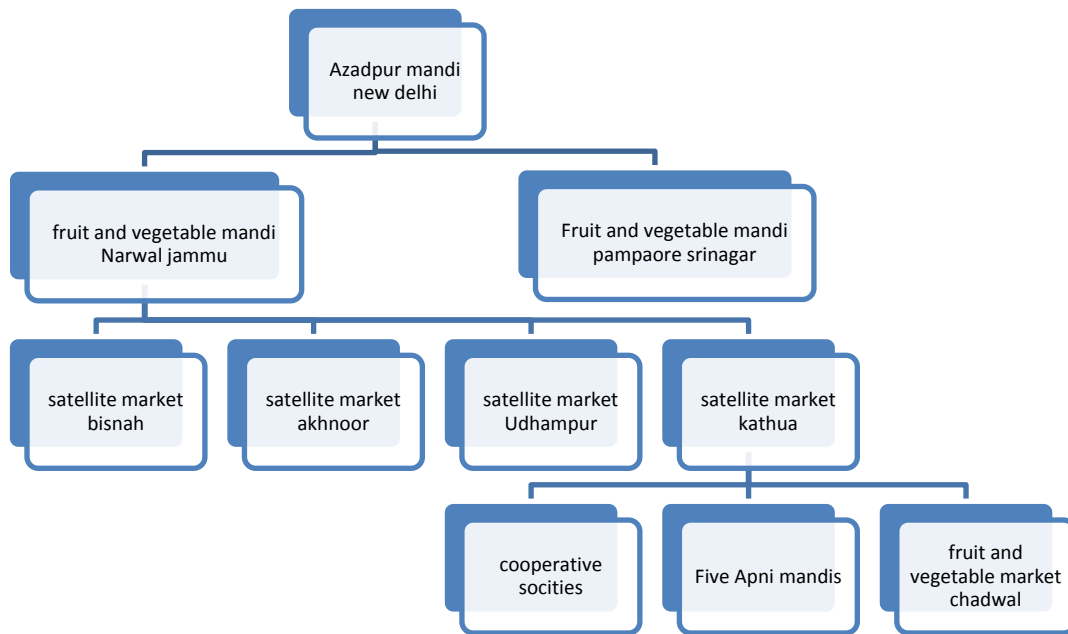 Azadpur mandi
new delhi
fruit and vegetable mandi
Narwal jammu
Fruit and vegetable mandi
pampaore srinagar
satellite market
bisnah
satellite market
akhnoor
satellite market
Udhampur
satellite market
kathua
cooperative
socities
Five Apni mandis
fruit and
vegetable market
chadwal